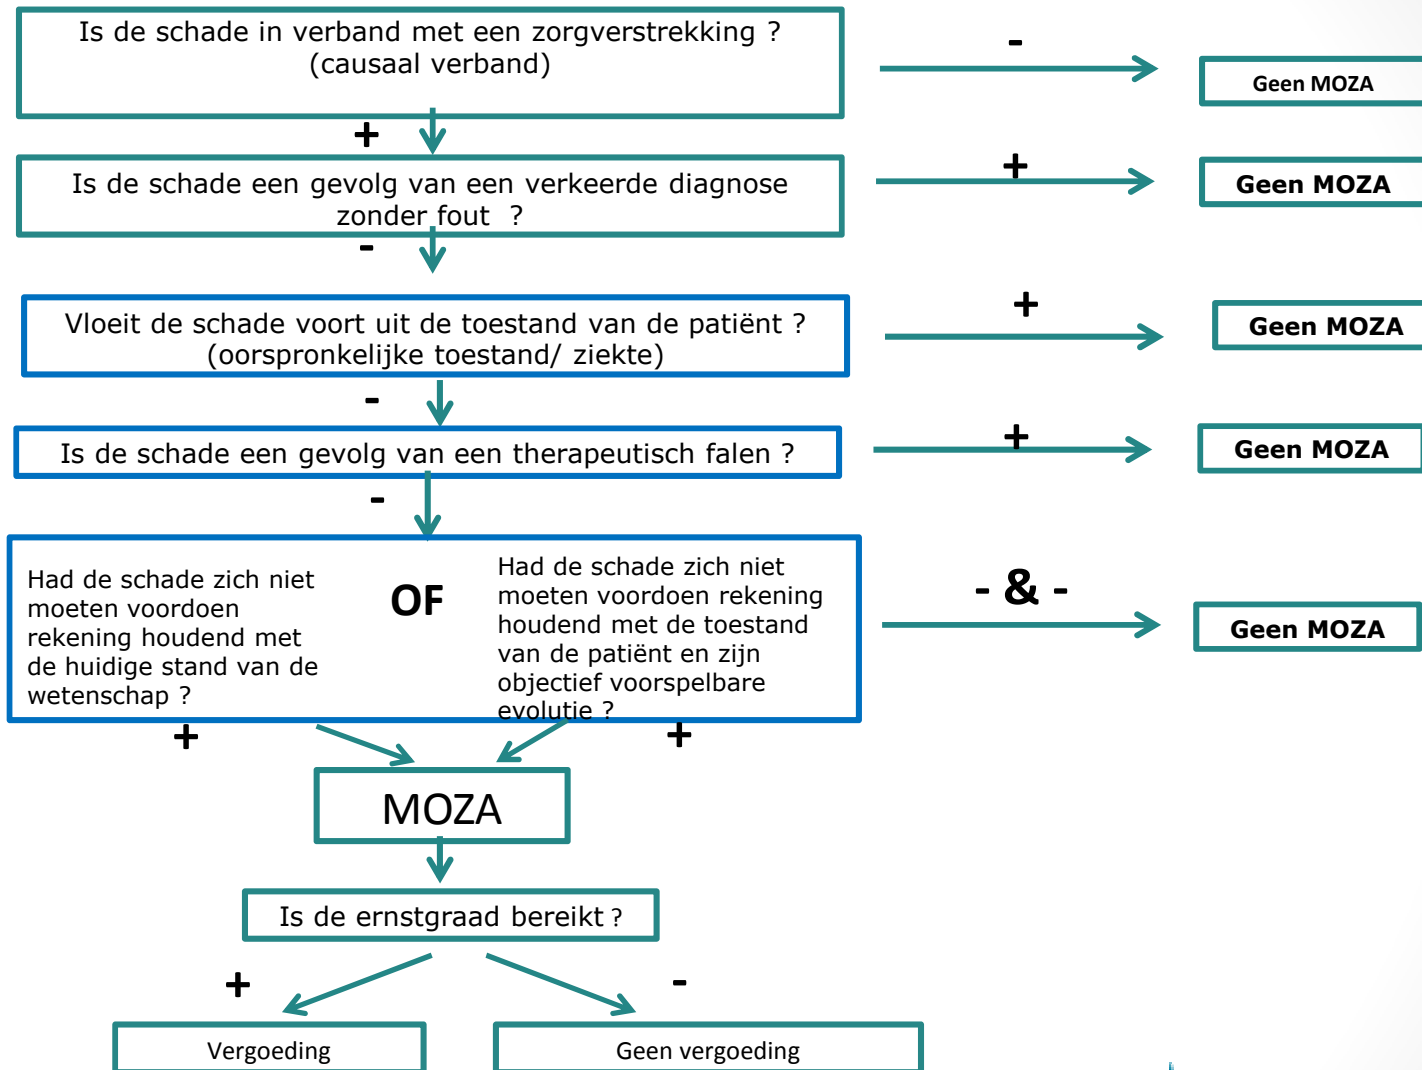 Is de schade in verband met een zorgverstrekking ?
(causaal verband)
-
Geen MOZA
+
Is de schade een gevolg van een verkeerde diagnose
zonder fout ?
+
Geen MOZA
-
Vloeit de schade voort uit de toestand van de patiënt ?
(oorspronkelijke toestand/ ziekte)
+
Geen MOZA
-
Is de schade een gevolg van een therapeutisch falen ?
+
Geen MOZA
-
Had de schade zich niet
moeten voordoen
rekening houdend met
de huidige stand van de
wetenschap ?
OF
Had de schade zich niet
moeten voordoen rekening
houdend met de toestand
van de patiënt en zijn
objectief voorspelbare
evolutie ?
- & -
Geen MOZA
+
+
MOZA
Is de ernstgraad bereikt ?
+
-
Vergoeding
Geen vergoeding